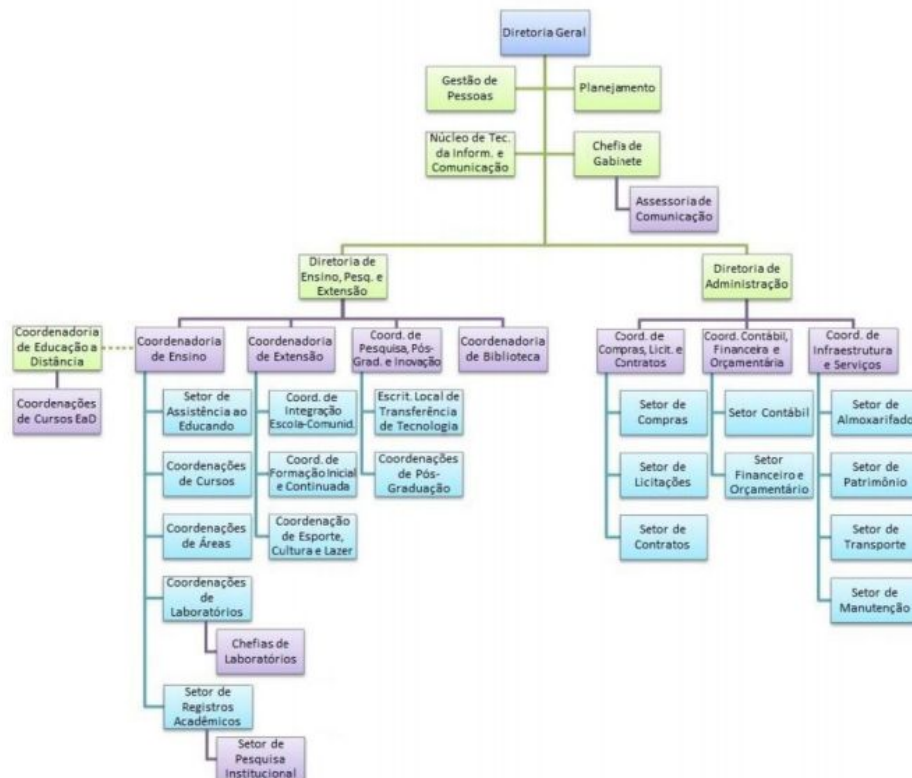 Diretoria Geral
Gestão de
Pessoas
Planejamento
Núcleo de Tec.
da Inform. e
Comunicação
Chefia de
Gabinete
Assessoria de
Comunicação
Diretoria de
Ensino, Pesq. e
Extensão
Diretoria de
Administração
Coordenadoria
de Educação a
Distância
Coordenações
de Cursos EaD
Coordenadoria
de Ensino
Setor de
Assistência ao
Educando
Coordenações
de Cursos
Coordenações
de Áreas
Coordenações
de
Laboratórios
Chefias de
Laboratórios
Setor de
Registros
Acadêmicos
Setor de
Pesquisa
Institucional
Coordenadoria
de Extensão
Coord. de
Integração
Escola-Comunid.
Coord. de
Formação Inicial
e Continuada
Coordenação
de Esporte,
Cultura e Lazer
Coord. de
Pesquisa, Pós-
Grad. e Inovação
Escrit. Local de
Transferência
de Tecnologia
Coordenações
de Pós-
Graduação
Coordenadoria
de Biblioteca
Coord. de
Compras, Licit. e
Contratos
Setor de
Compras
Setor de
Licitações
Setor de
Contratos
Coord. Contábil,
Financeira e
Orçamentária
Setor Contábil
Setor
Financeiro e
Orçamentário
Coord. de
Infraestrutura
e Serviços
Setor de
Almoxarifado
Setor de
Patrimônio
Setor de
Transporte
Setor de
Manutenção